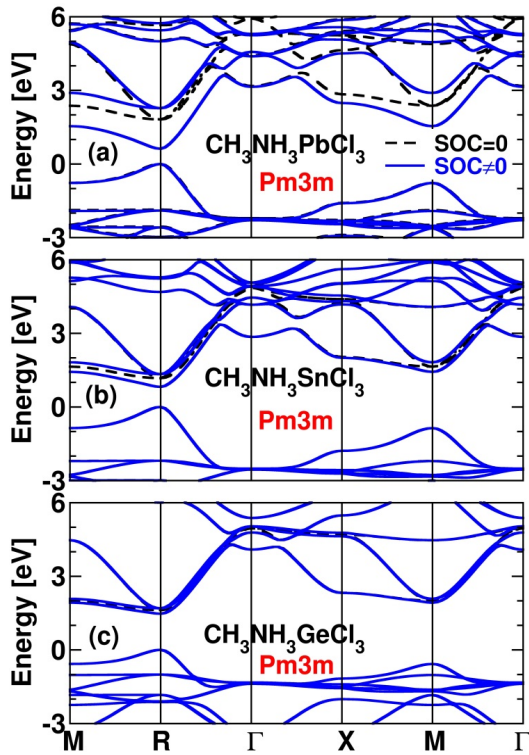 6
3
0
-3
Energy [eV]
(a)
CH₃NH₃PbCl₃
Pm3m
SOC=0
SOC≠0
6
3
0
-3
Energy [eV]
(b)
CH₃NH₃SnCl₃
Pm3m
6
3
0
-3
Energy [eV]
(c)
CH₃NH₃GeCl₃
Pm3m
M R Γ X M Γ